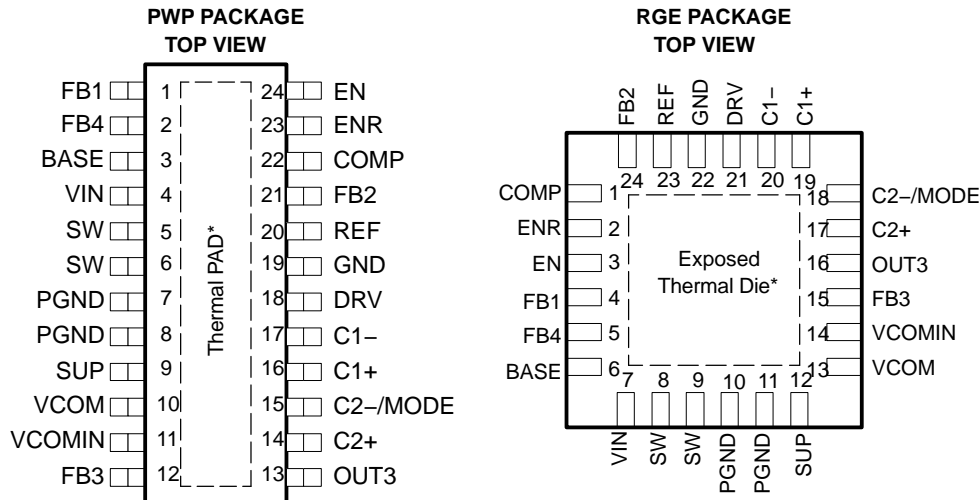 PWP PACKAGE
TOP VIEW
FB1 1 24 EN
FB4 2 23 ENR
BASE 3 22 COMP
VIN 4 21 FB2
SW 5 20 REF
SW 6 19 GND
PGND 7 18 DRV
PGND 8 17 C1−
SUP 9 16 C1+
VCOM 10 15 C2−/MODE
VCOMIN 11 14 C2+
FB3 12 13 OUT3
Thermal PAD*
RGE PACKAGE
TOP VIEW
FB2 REF GND DRV C1− C1+
24 23 22 21 20 19
COMP 1 18 C2−/MODE
ENR 2 17 C2+
EN 3 16 OUT3
FB1 4 15 FB3
FB4 5 14 VCOMIN
BASE 6 13 VCOM
Exposed
Thermal Die*
7 8 9 10 11 12
VIN SW SW PGND PGND SUP